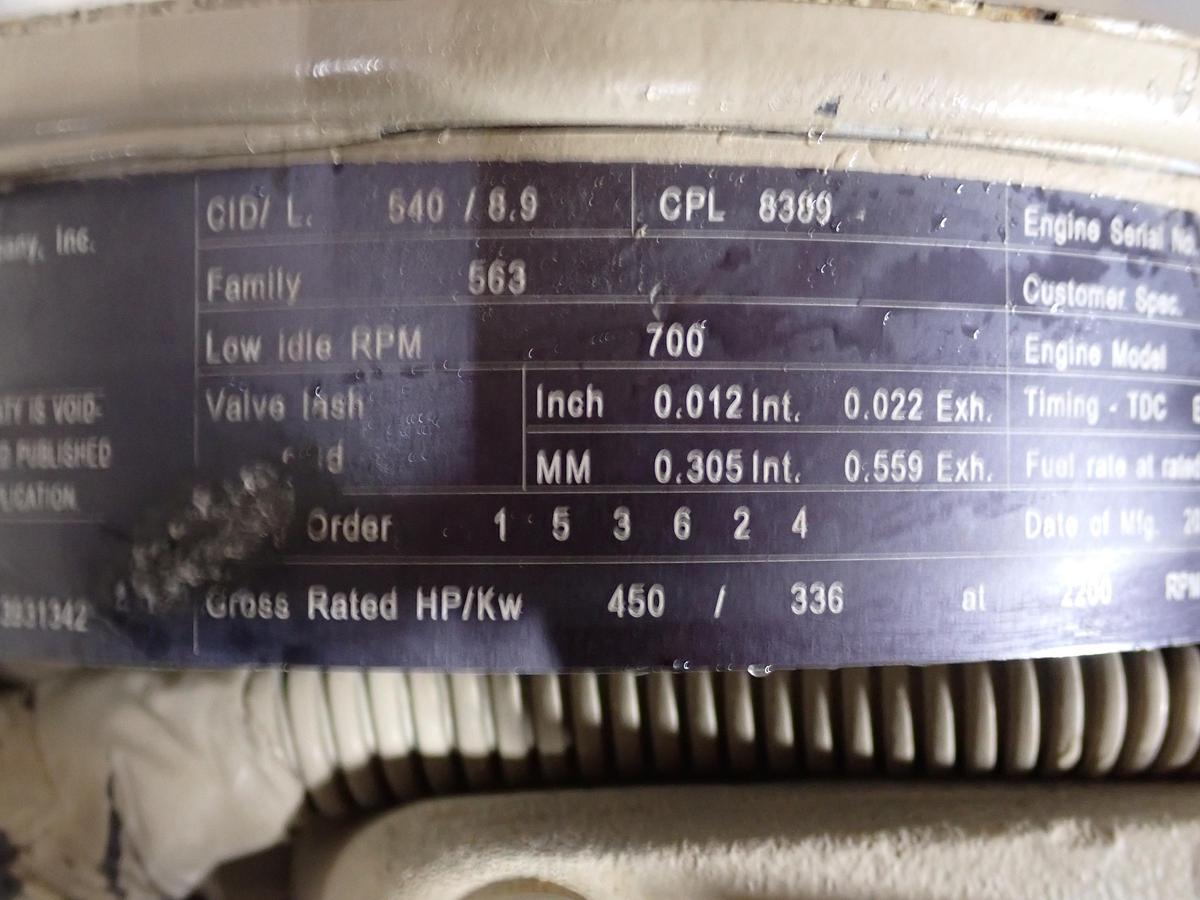 any, Inc.
ATY IS VOID-
D PUBLISHED
PLICATION.
3931342
CID/ L. 540 / 8.9 CPL 8389 Engine Serial No
Family 563 Customer Spec.
Low Idle RPM 700 Engine Model
Valve lash Inch 0.012 Int. 0.022 Exh. Timing - TDC
MM 0.305 Int. 0.559 Exh. Fuel rate at rated
Order 1 5 3 6 2 4 Date of Mfg.
Gross Rated HP/Kw 450 / 336 at 2200 RPM